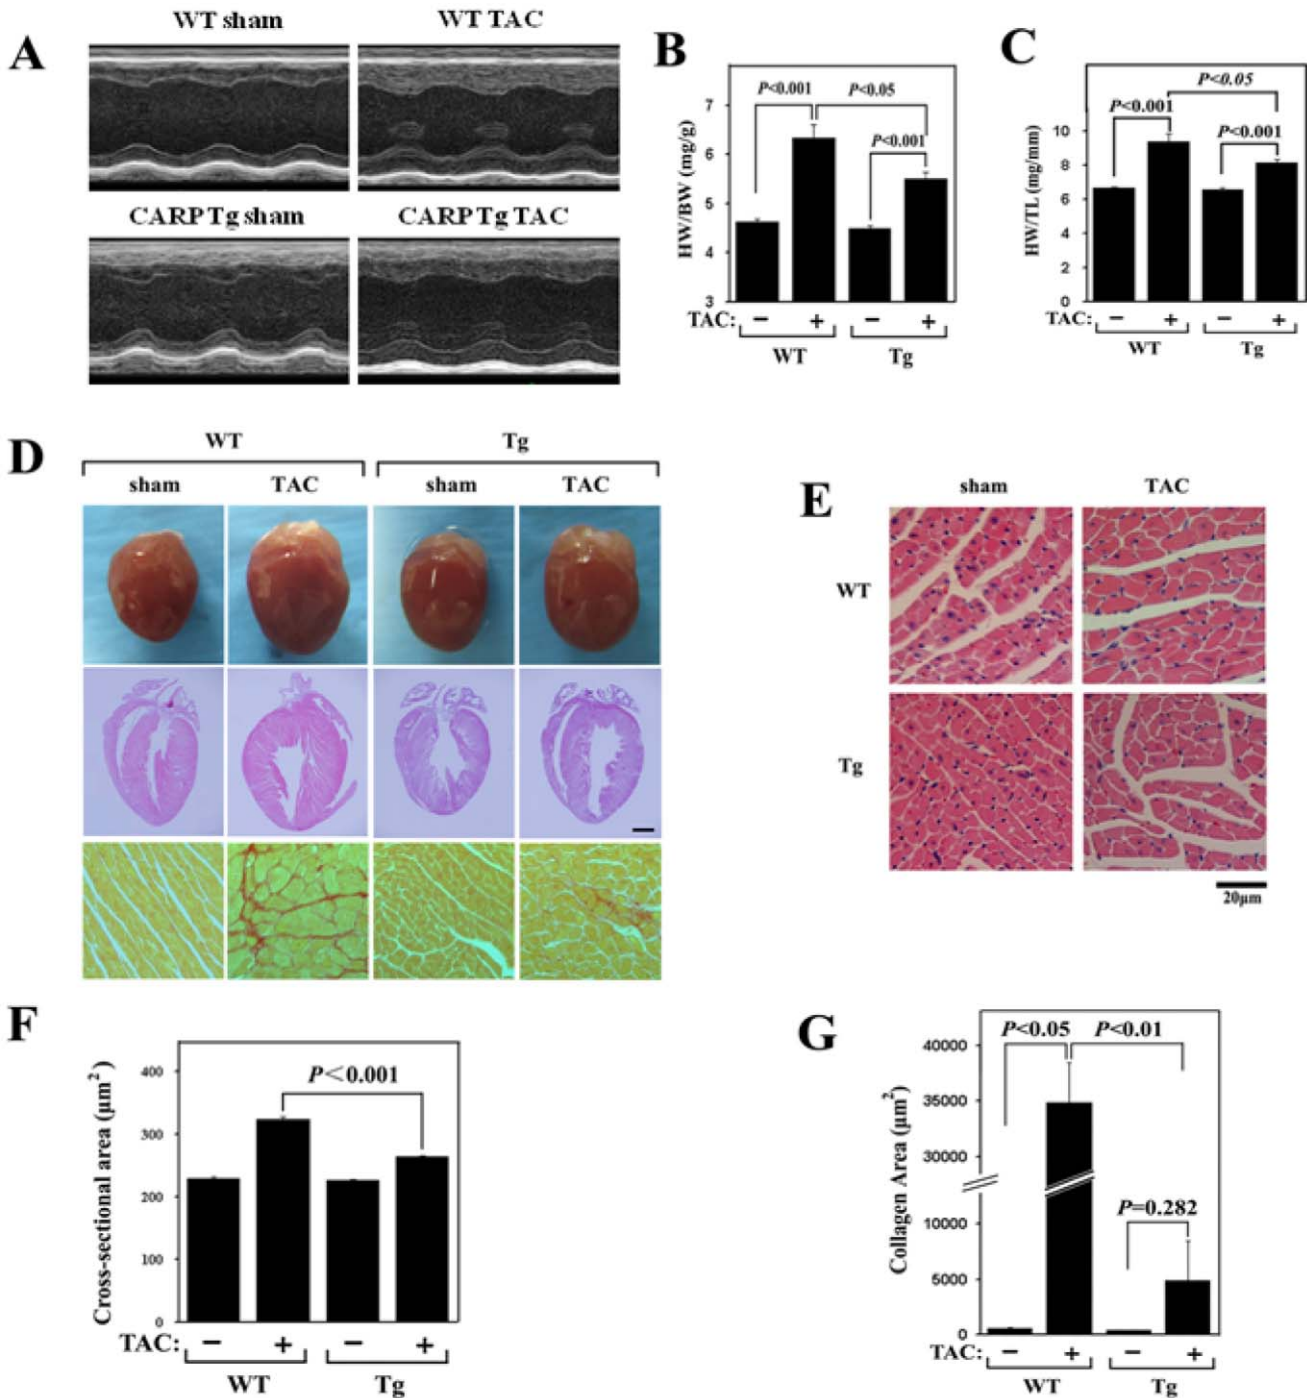 A
WT sham
WT TAC
CARP Tg sham
CARP Tg TAC
B
HW/BW (mg/g)
7
6
5
4
3
P<0.001
P<0.05
P<0.001
TAC: − + − +
WT Tg
C
HW/TL (mg/mm)
10
8
6
4
2
0
P<0.05
P<0.001
P<0.001
TAC: − + − +
WT Tg
D
WT Tg
sham TAC sham TAC
E
sham TAC
WT
Tg
20μm
F
Cross-sectional area (μm²)
400
300
200
100
0
P<0.001
TAC: − + − +
WT Tg
G
Collagen Area (μm²)
40000
35000
30000
10000
5000
0
P<0.05
P<0.01
P=0.282
TAC: − + − +
WT Tg